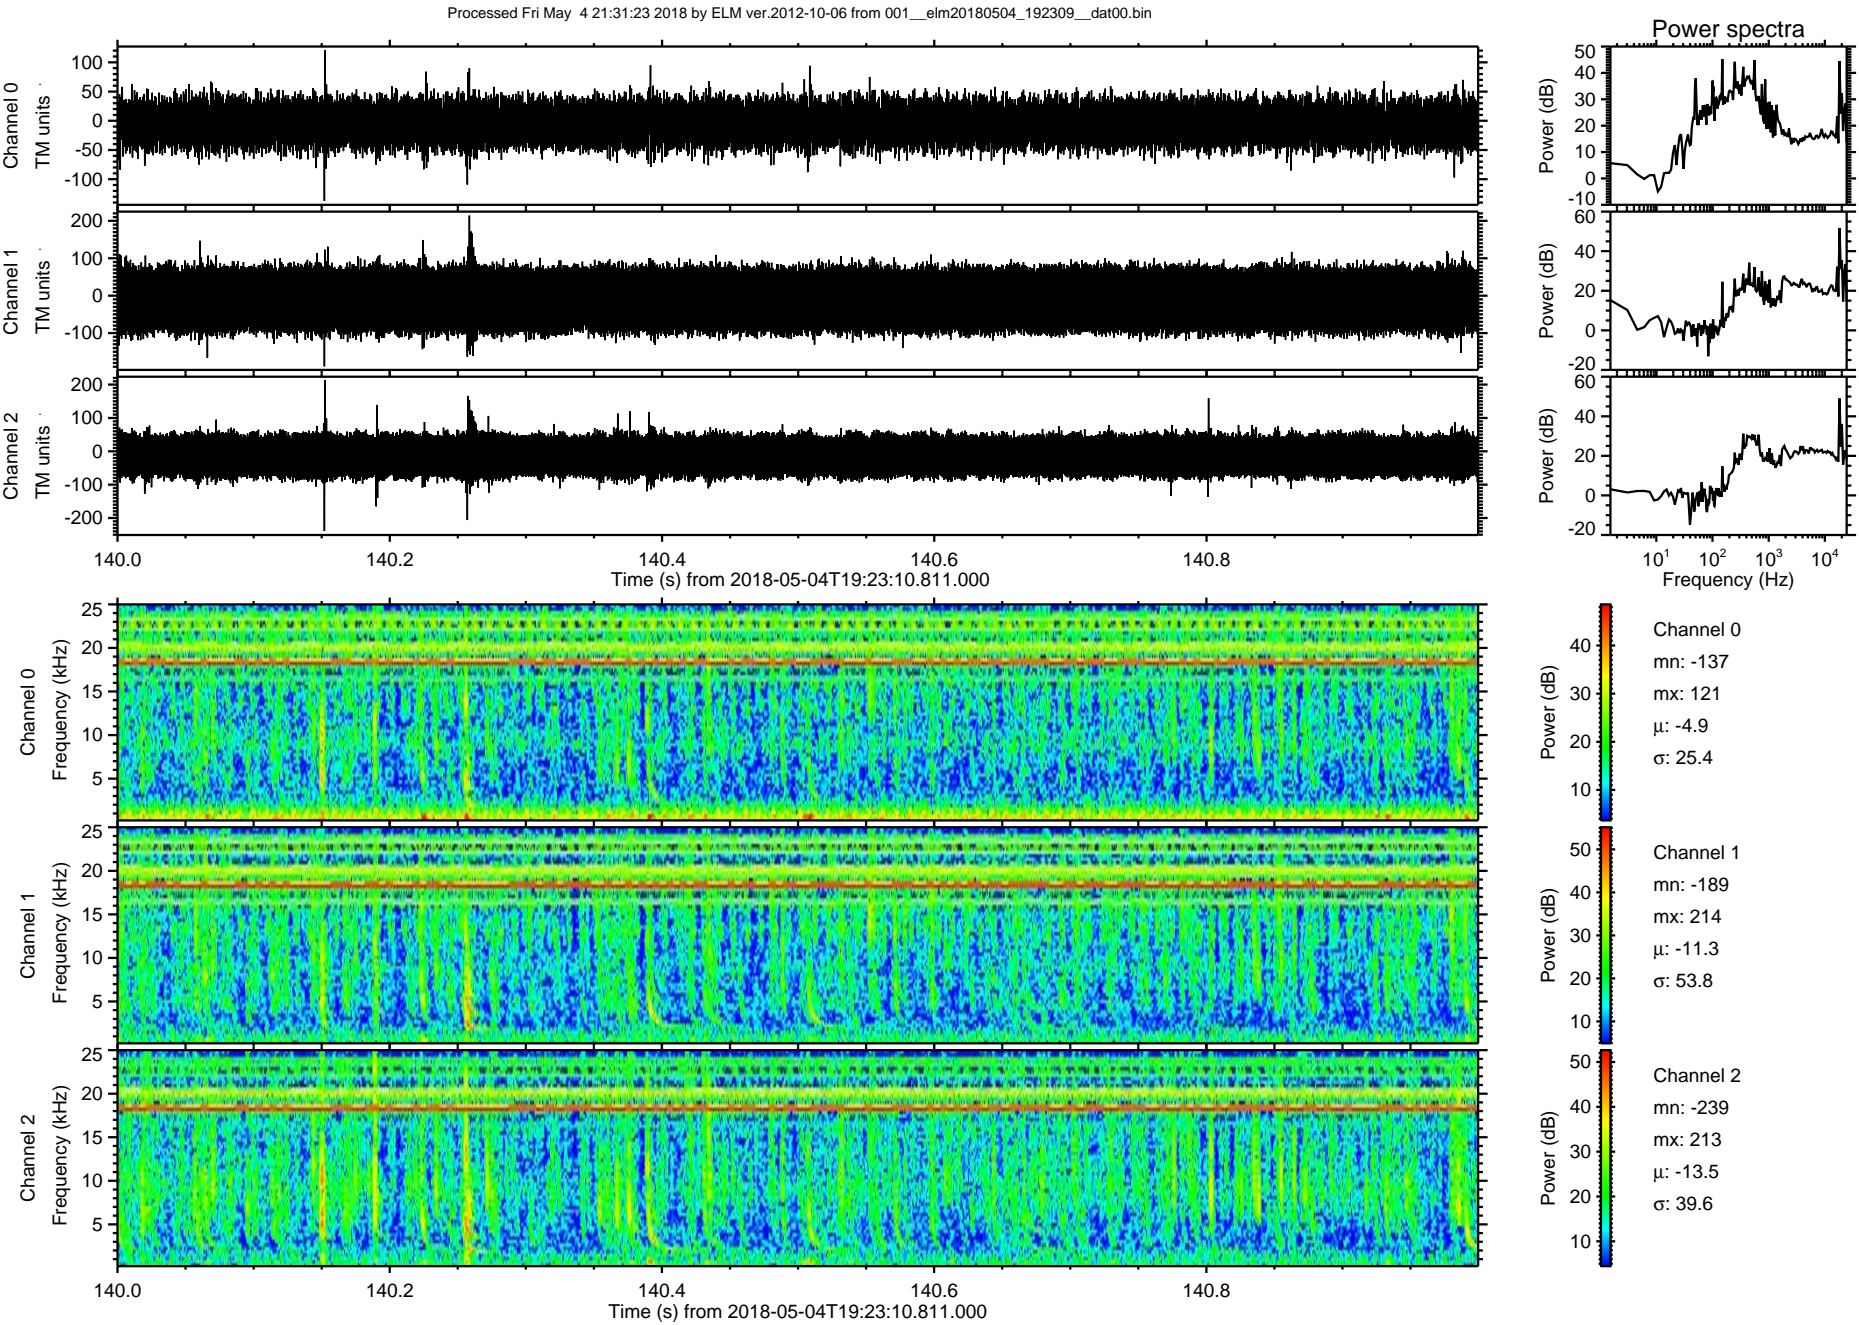 Processed Fri May  4 21:31:23 2018 by ELM ver.2012-10-06 from 001__elm20180504_192309__dat00.bin
Power spectra
Channel 0
TM units
100
50
0
-50
-100
Power (dB)
50
40
30
20
10
0
-10
Channel 1
TM units
200
100
0
-100
Power (dB)
60
40
20
0
-20
Channel 2
TM units
200
100
0
-100
-200
Power (dB)
60
40
20
0
-20
140.0 140.2 140.4 140.6 140.8
Time (s) from 2018-05-04T19:23:10.811.000
10¹ 10² 10³ 10⁴
Frequency (Hz)
Channel 0
Frequency (kHz)
25
20
15
10
5
Power (dB)
40
30
20
10
Channel 0
mn: -137
mx: 121
μ: -4.9
σ: 25.4
Channel 1
Frequency (kHz)
25
20
15
10
5
Power (dB)
50
40
30
20
10
Channel 1
mn: -189
mx: 214
μ: -11.3
σ: 53.8
Channel 2
Frequency (kHz)
25
20
15
10
5
Power (dB)
50
40
30
20
10
Channel 2
mn: -239
mx: 213
μ: -13.5
σ: 39.6
140.0 140.2 140.4 140.6 140.8
Time (s) from 2018-05-04T19:23:10.811.000